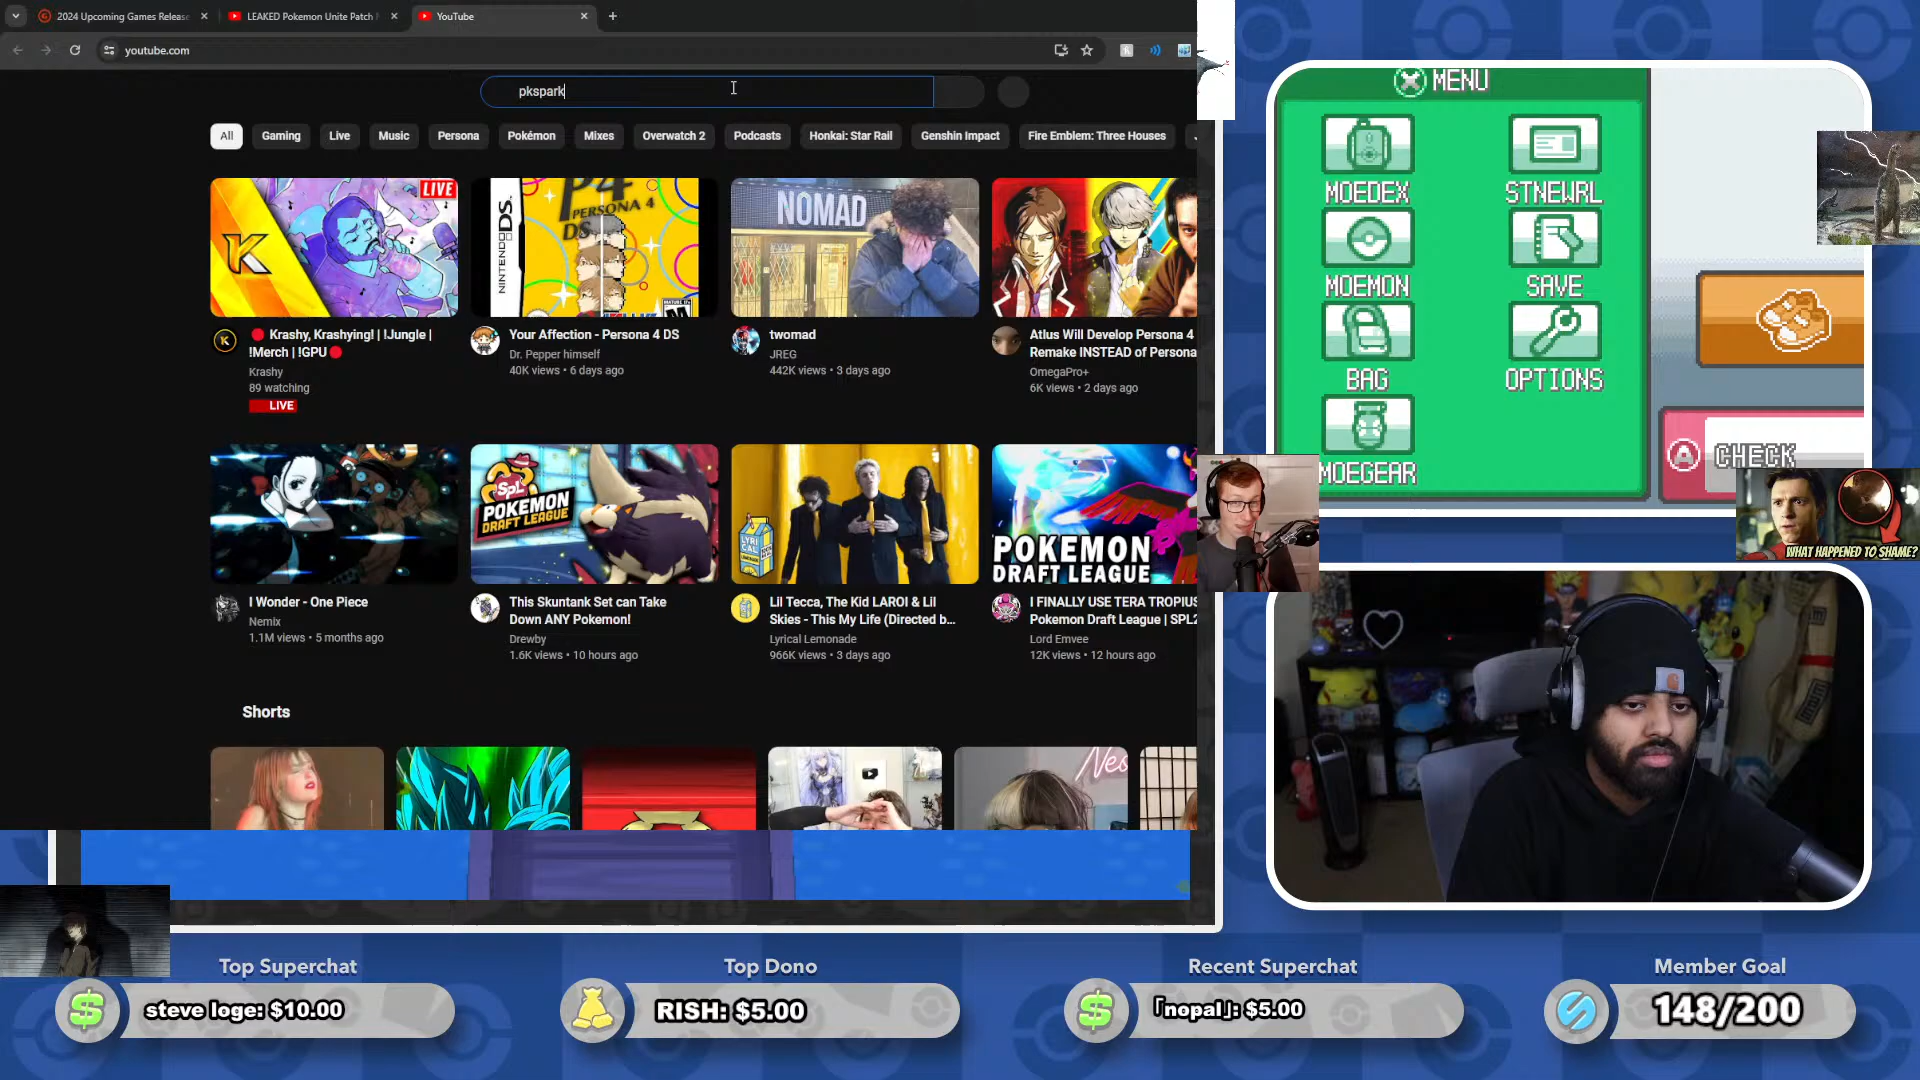 2024 Upcoming Games Release
LEAKED Pokemon Unite Patch
YouTube
youtube.com
pkspark
All
Gaming
Live
Music
Persona
Pokémon
Mixes
Overwatch 2
Podcasts
Honkai: Star Rail
Genshin Impact
Fire Emblem: Three Houses
LIVE
K
NINTENDO DS
P4
PERSONA 4
DS
NOMAD
Krashy, Krashying! | !Jungle |
!Merch | !GPU
Krashy
89 watching
LIVE
Your Affection - Persona 4 DS
Dr. Pepper himself
40K views • 6 days ago
twomad
JREG
442K views • 3 days ago
Atlus Will Develop Persona 4
Remake INSTEAD of Persona
OmegaPro+
6K views • 2 days ago
SPL
POKEMON
DRAFT LEAGUE
LYRICAL
POKEMON
DRAFT LEAGUE
I Wonder - One Piece
Nemix
1.1M views • 5 months ago
This Skuntank Set can Take
Down ANY Pokemon!
Drewby
1.6K views • 10 hours ago
Lil Tecca, The Kid LAROI & Lil
Skies - This My Life (Directed b...
Lyrical Lemonade
966K views • 3 days ago
I FINALLY USE TERA TROPIUS
Pokemon Draft League | SPL2
Lord Emvee
12K views • 12 hours ago
Shorts
Nes
MENU
MOEDEX
STNEWRL
MOEMON
SAVE
BAG
OPTIONS
MOEGEAR
A CHECK
WHAT HAPPENED TO SHAME?
Top Superchat
steve loge: $10.00
Top Dono
RISH: $5.00
Recent Superchat
「nopal」: $5.00
Member Goal
148/200